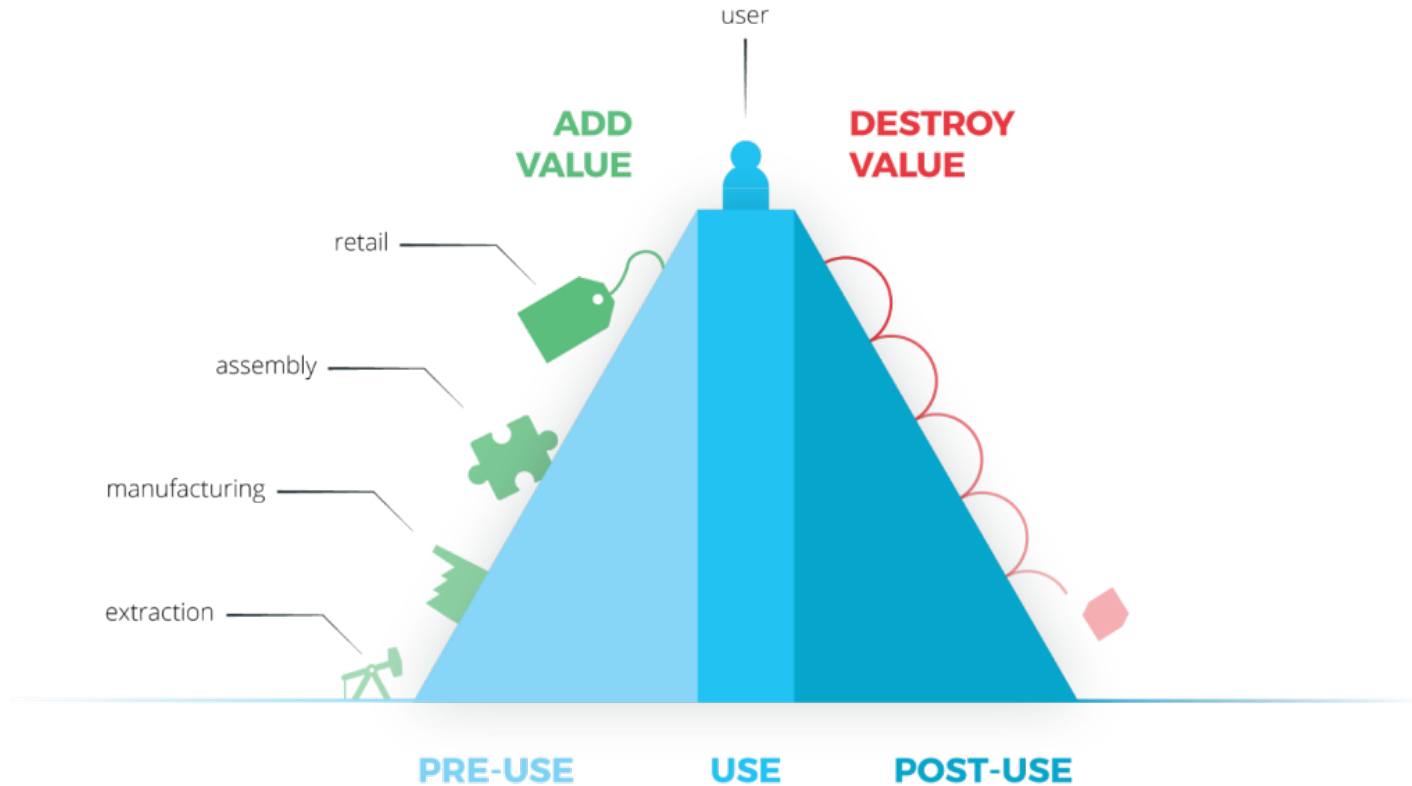 user
ADD
VALUE
DESTROY
VALUE
retail
assembly
manufacturing
extraction
PRE-USE
USE
POST-USE